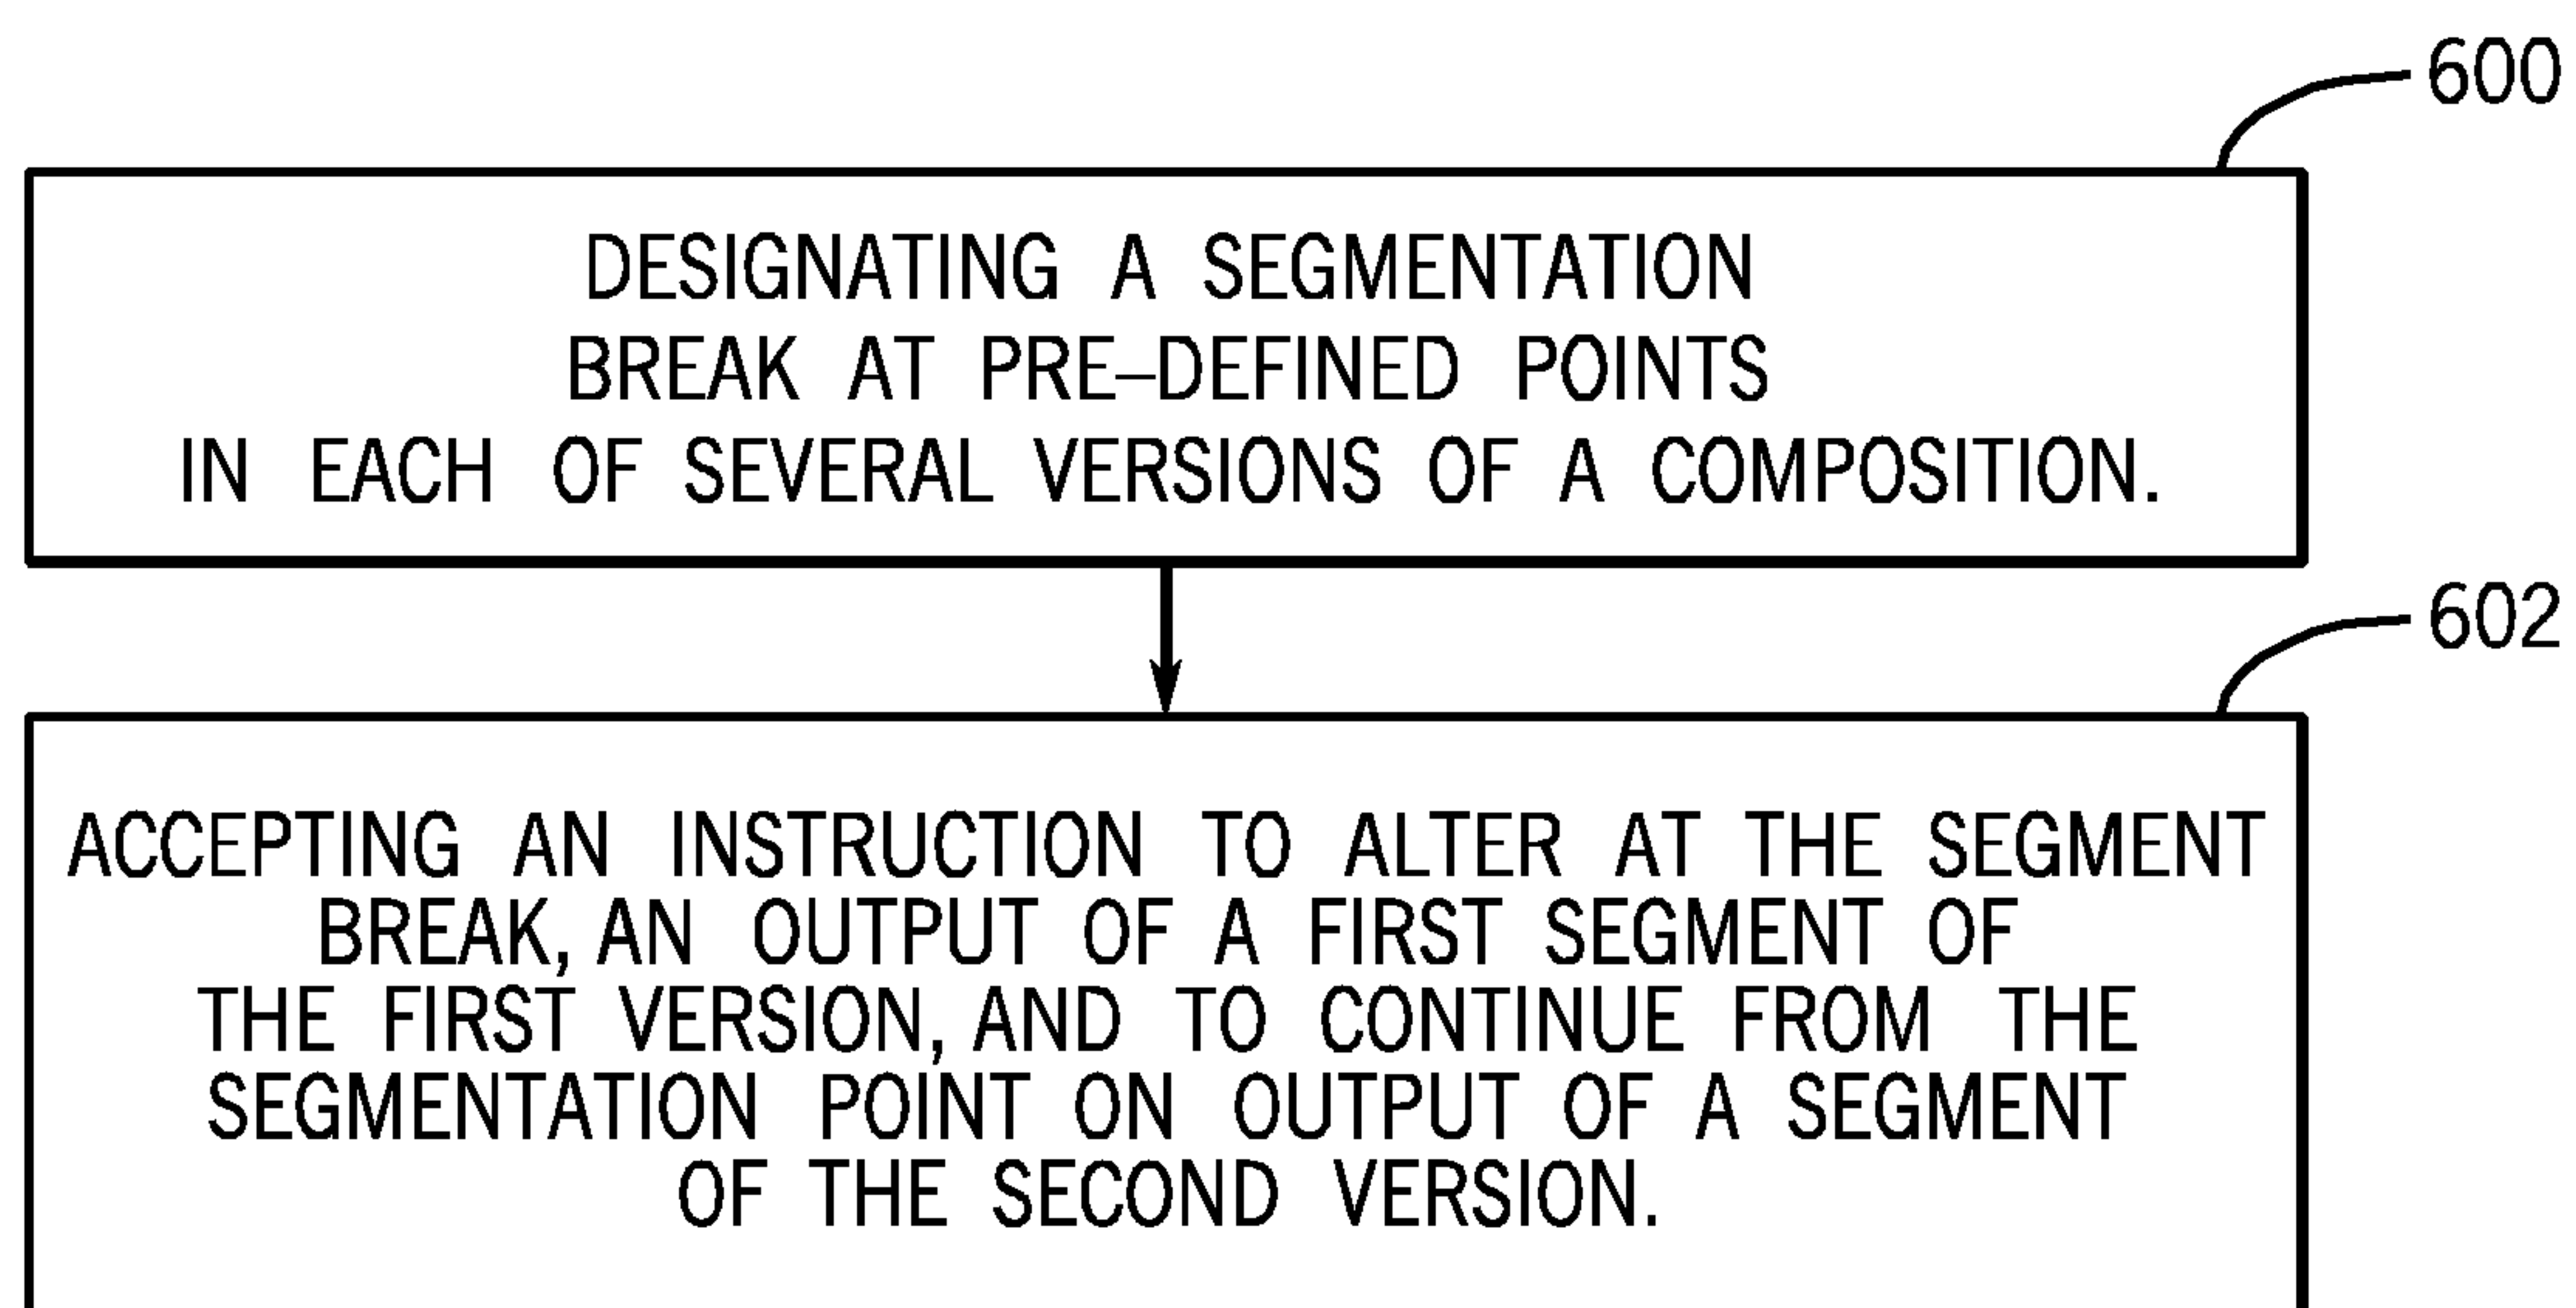 600
DESIGNATING A SEGMENTATION
BREAK AT PRE–DEFINED POINTS
IN EACH OF SEVERAL VERSIONS OF A COMPOSITION.
602
ACCEPTING AN INSTRUCTION TO ALTER AT THE SEGMENT
BREAK, AN OUTPUT OF A FIRST SEGMENT OF
THE FIRST VERSION, AND TO CONTINUE FROM THE
SEGMENTATION POINT ON OUTPUT OF A SEGMENT
OF THE SECOND VERSION.